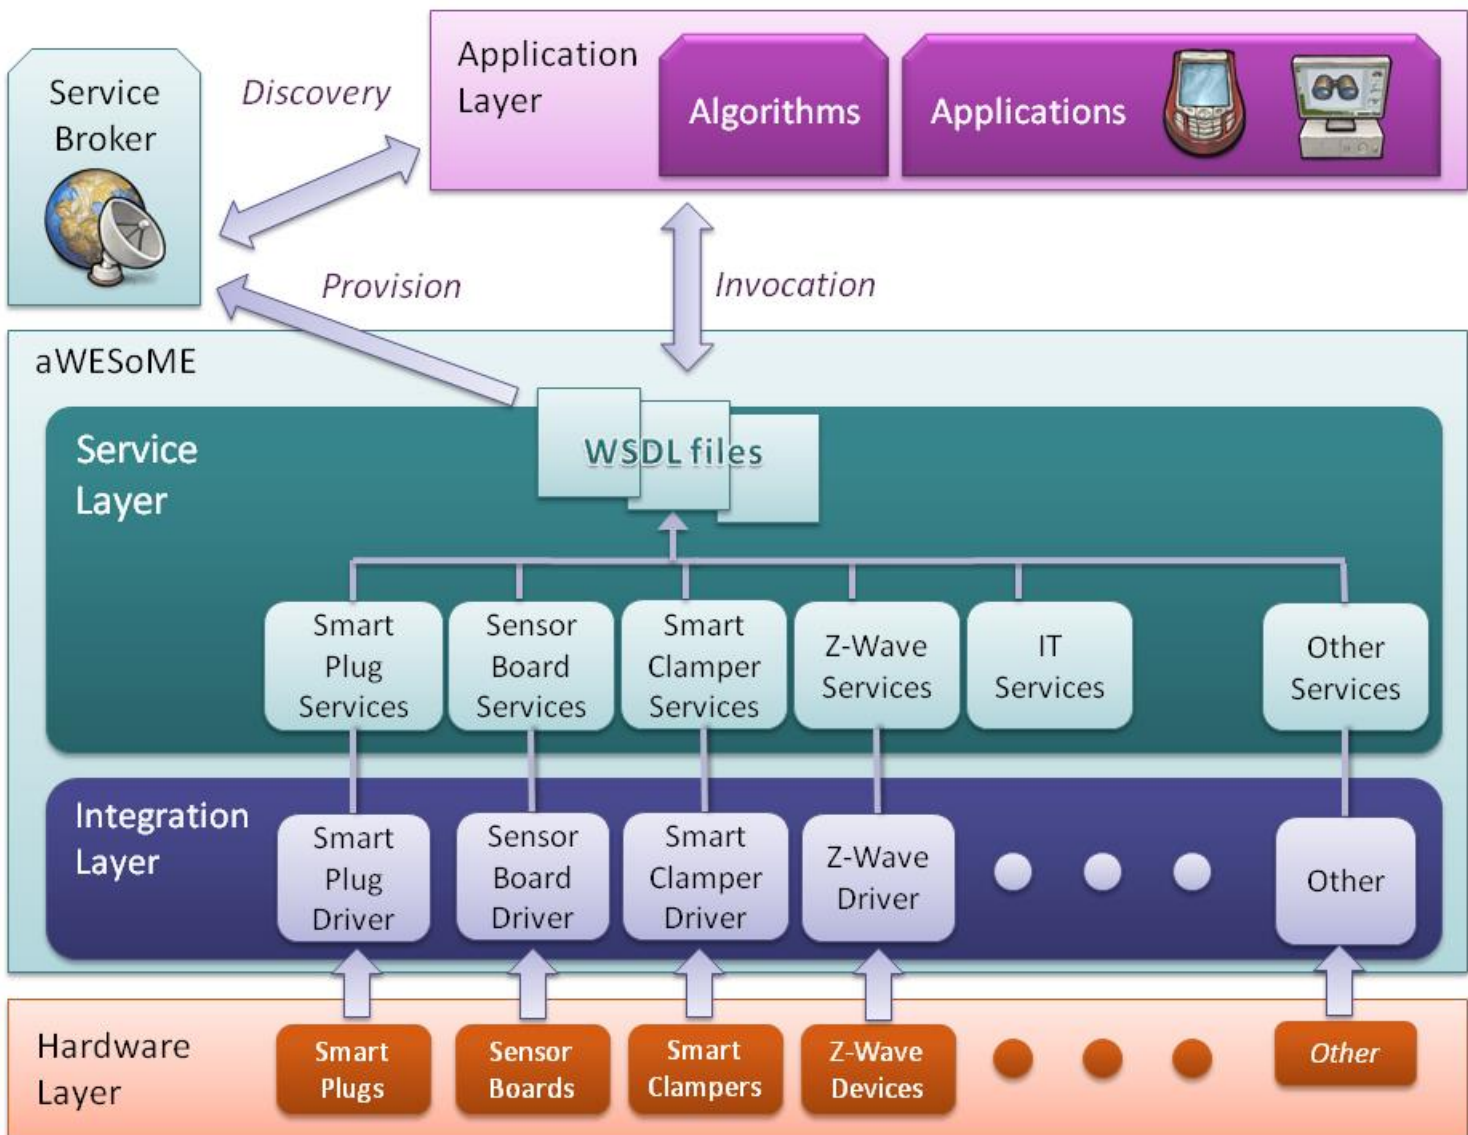 Service
Broker
Discovery
Application
Layer
Algorithms
Applications
Provision
Invocation
aWESoME
Service
Layer
WSDL files
Smart
Plug
Services
Sensor
Board
Services
Smart
Clamper
Services
Z-Wave
Services
IT
Services
Other
Services
Integration
Layer
Smart
Plug
Driver
Sensor
Board
Driver
Smart
Clamper
Driver
Z-Wave
Driver
Other
Hardware
Layer
Smart
Plugs
Sensor
Boards
Smart
Clampers
Z-Wave
Devices
Other